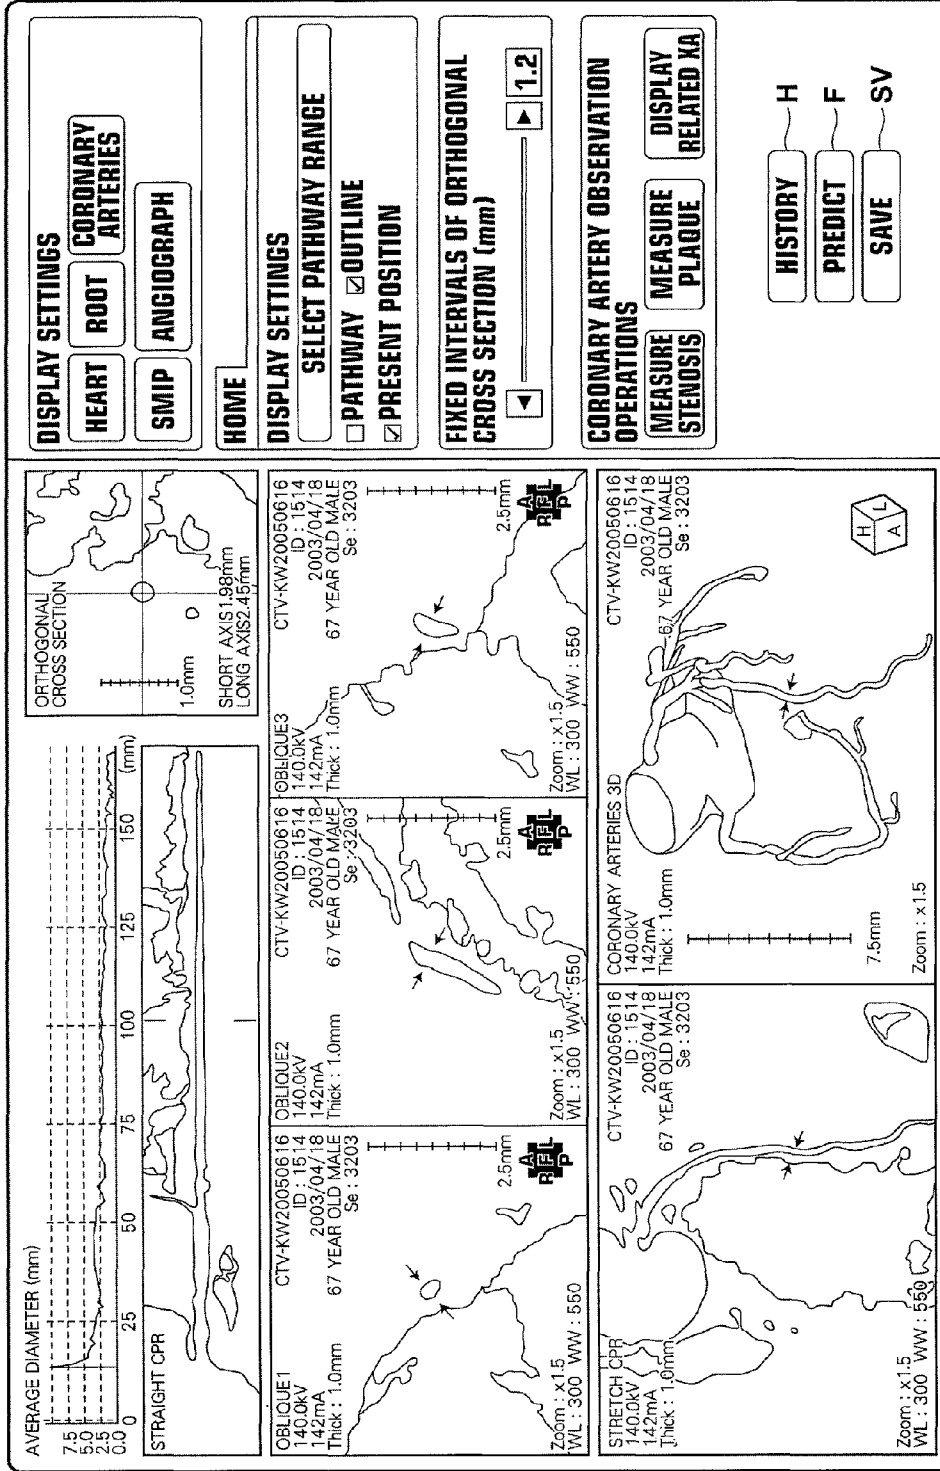 AVERAGE DIAMETER (mm)
7.5
5.0
2.5
0.0
0 25 50 75 100 125 150 (mm)
STRAIGHT CPR
ORTHOGONAL
CROSS SECTION
1.0mm
SHORT AXIS1.98mm
LONG AXIS2.45mm
OBLIQUE1
140.0kV
142mA
Thick : 1.0mm
CTV-KW20050616
ID : 1514
2003/04/18
67 YEAR OLD MALE
Se : 3203
2.5mm
A
R F L
P
Zoom : x1.5
WL : 300 WW : 550
OBLIQUE2
140.0kV
142mA
Thick : 1.0mm
CTV-KW20050616
ID : 1514
2003/04/18
67 YEAR OLD MALE
Se : 3203
2.5mm
A
R F L
P
Zoom : x1.5
WL : 300 WW : 550
OBLIQUE3
140.0kV
142mA
Thick : 1.0mm
CTV-KW20050616
ID : 1514
2003/04/18
67 YEAR OLD MALE
Se : 3203
2.5mm
A
R F L
P
Zoom : x1.5
WL : 300 WW : 550
STRETCH CPR
140.0kV
142mA
Thick : 1.0mm
CTV-KW20050616
ID : 1514
2003/04/18
67 YEAR OLD MALE
Se : 3203
Zoom : x1.5
WL : 300 WW : 550
CORONARY ARTERIES 3D
140.0kV
142mA
Thick : 1.0mm
CTV-KW20050616
ID : 1514
2003/04/18
67 YEAR OLD MALE
Se : 3203
7.5mm
Zoom : x1.5
H
A L
DISPLAY SETTINGS
HEART ROOT CORONARY
ARTERIES
SMIP ANGIOGRAPH
HOME
DISPLAY SETTINGS
SELECT PATHWAY RANGE
PATHWAY OUTLINE
PRESENT POSITION
FIXED INTERVALS OF ORTHOGONAL
CROSS SECTION (mm)
1.2
CORONARY ARTERY OBSERVATION
OPERATIONS
MEASURE
STENOSIS
MEASURE
PLAQUE
DISPLAY
RELATED XA
HISTORY H
PREDICT F
SAVE SV